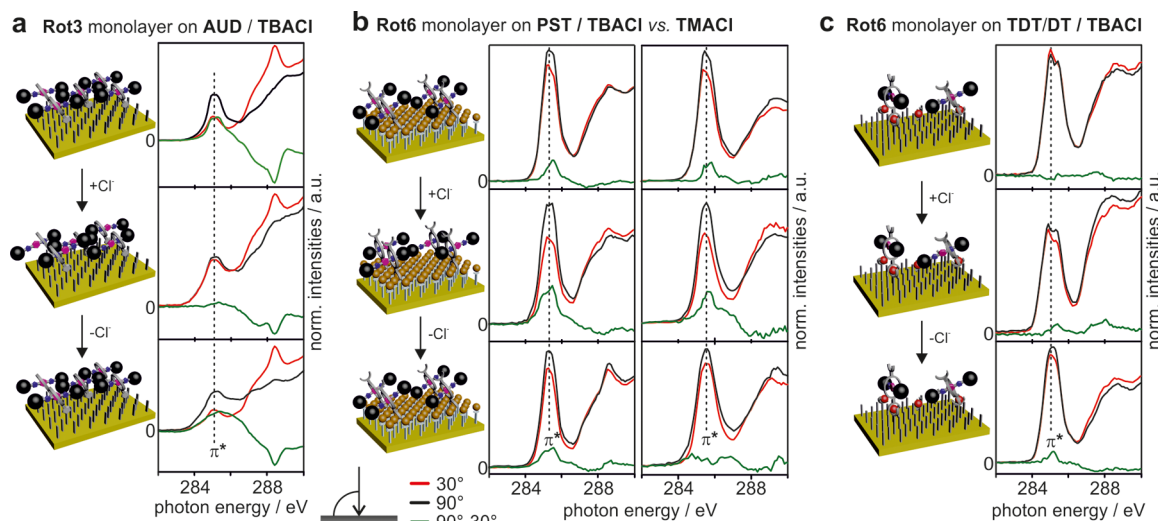 a Rot3 monolayer on AUD / TBACl
b Rot6 monolayer on PST / TBACl vs. TMACl
c Rot6 monolayer on TDT/DT / TBACl
+Cl-
-Cl-
0
0
0
π*
284 288
photon energy / eV
norm. intensities / a.u.
+Cl-
-Cl-
0
0
0
π*
π*
284 288
284 288
photon energy / eV
norm. intensities / a.u.
30°
90°
90°-30°
+Cl-
-Cl-
0
0
0
π*
284 288
photon energy / eV
norm. intensities / a.u.